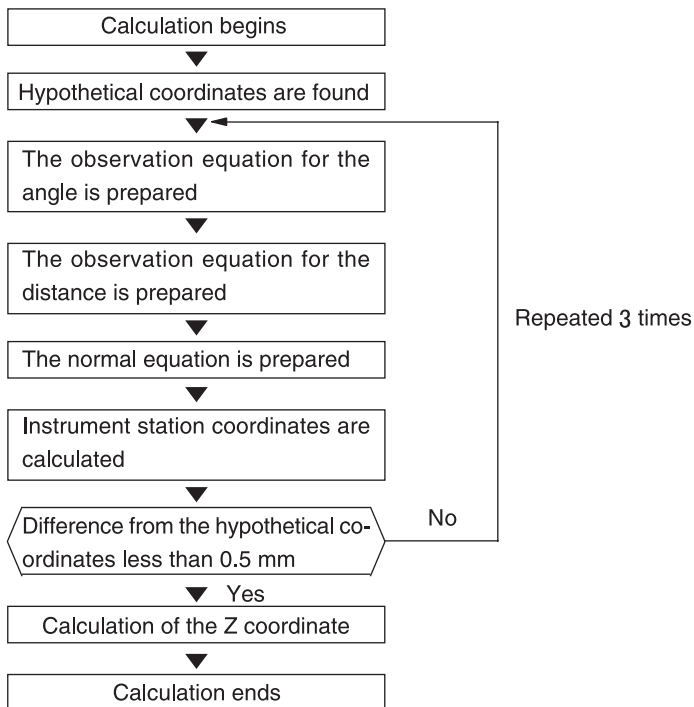 Calculation begins
Hypothetical coordinates are found
The observation equation for the
angle is prepared
The observation equation for the
distance is prepared
Repeated 3 times
The normal equation is prepared
Instrument station coordinates are
calculated
Difference from the hypothetical co-
ordinates less than 0.5 mm
No
Yes
Calculation of the Z coordinate
Calculation ends